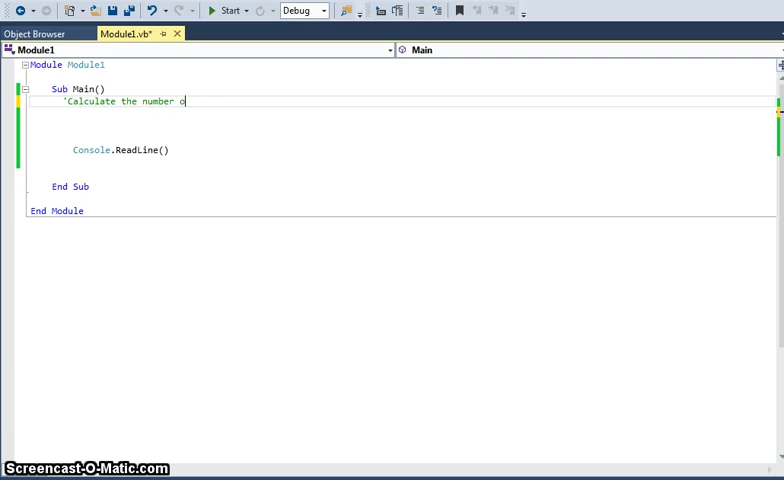 Start Debug
Object Browser Module1.vb*
Module1 Main
Module Module1
Sub Main()
'Calculate the number o
Console.ReadLine()
End Sub
End Module
Screencast-O-Matic.com